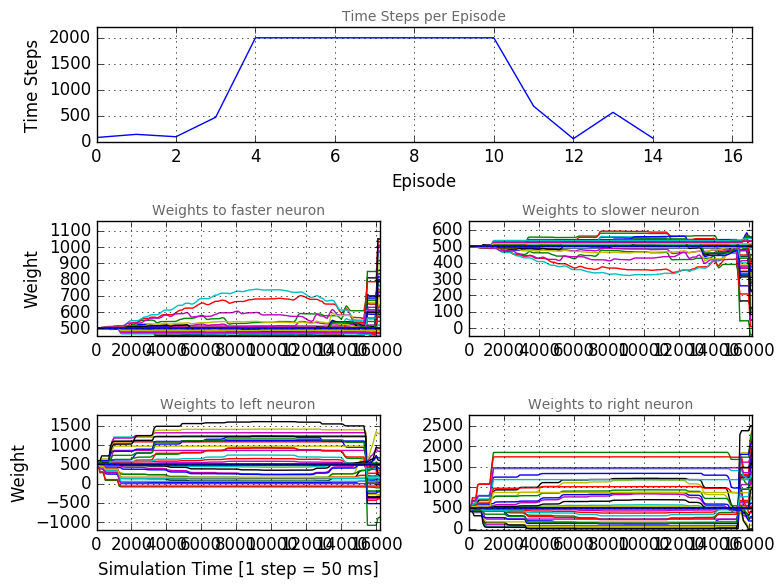 Time Steps per Episode
2000
1500
1000
500
0
Time Steps
0 2 4 6 8 10 12 14 16
Episode
Weights to faster neuron
1100
1000
900
800
700
600
500
Weight
0 2000 4000 6000 8000 10000 12000 14000 16000
Weights to slower neuron
600
500
400
300
200
100
0
0 2000 4000 6000 8000 10000 12000 14000 16000
Weights to left neuron
1500
1000
500
0
−500
−1000
Weight
0 2000 4000 6000 8000 10000 12000 14000 16000
Simulation Time [1 step = 50 ms]
Weights to right neuron
2500
2000
1500
1000
500
0
0 2000 4000 6000 8000 10000 12000 14000 16000